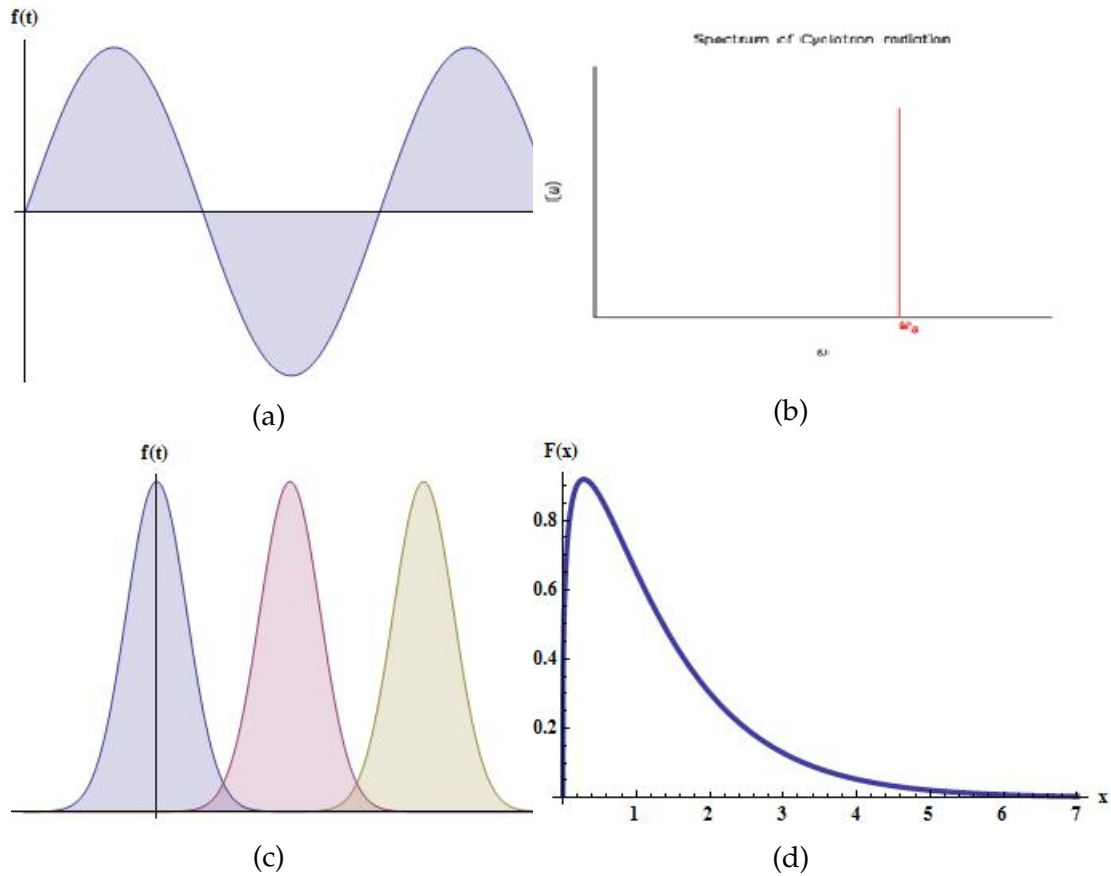 f(t)
(a)
Spectrum of Cyclotron radiation
ω
(b)
f(t)
(c)
F(x)
0.8
0.6
0.4
0.2
1 2 3 4 5 6 7 x
(d)